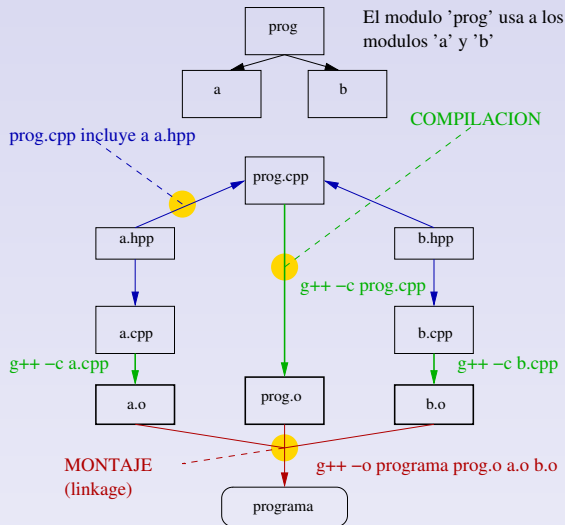 prog
El modulo ’prog’ usa a los
modulos ’a’ y ’b’
a
b
COMPILACION
prog.cpp incluye a a.hpp
prog.cpp
a.hpp
b.hpp
g++ −c prog.cpp
a.cpp
b.cpp
g++ −c a.cpp
g++ −c b.cpp
a.o
prog.o
b.o
MONTAJE
(linkage)
g++ −o programa prog.o a.o b.o
programa